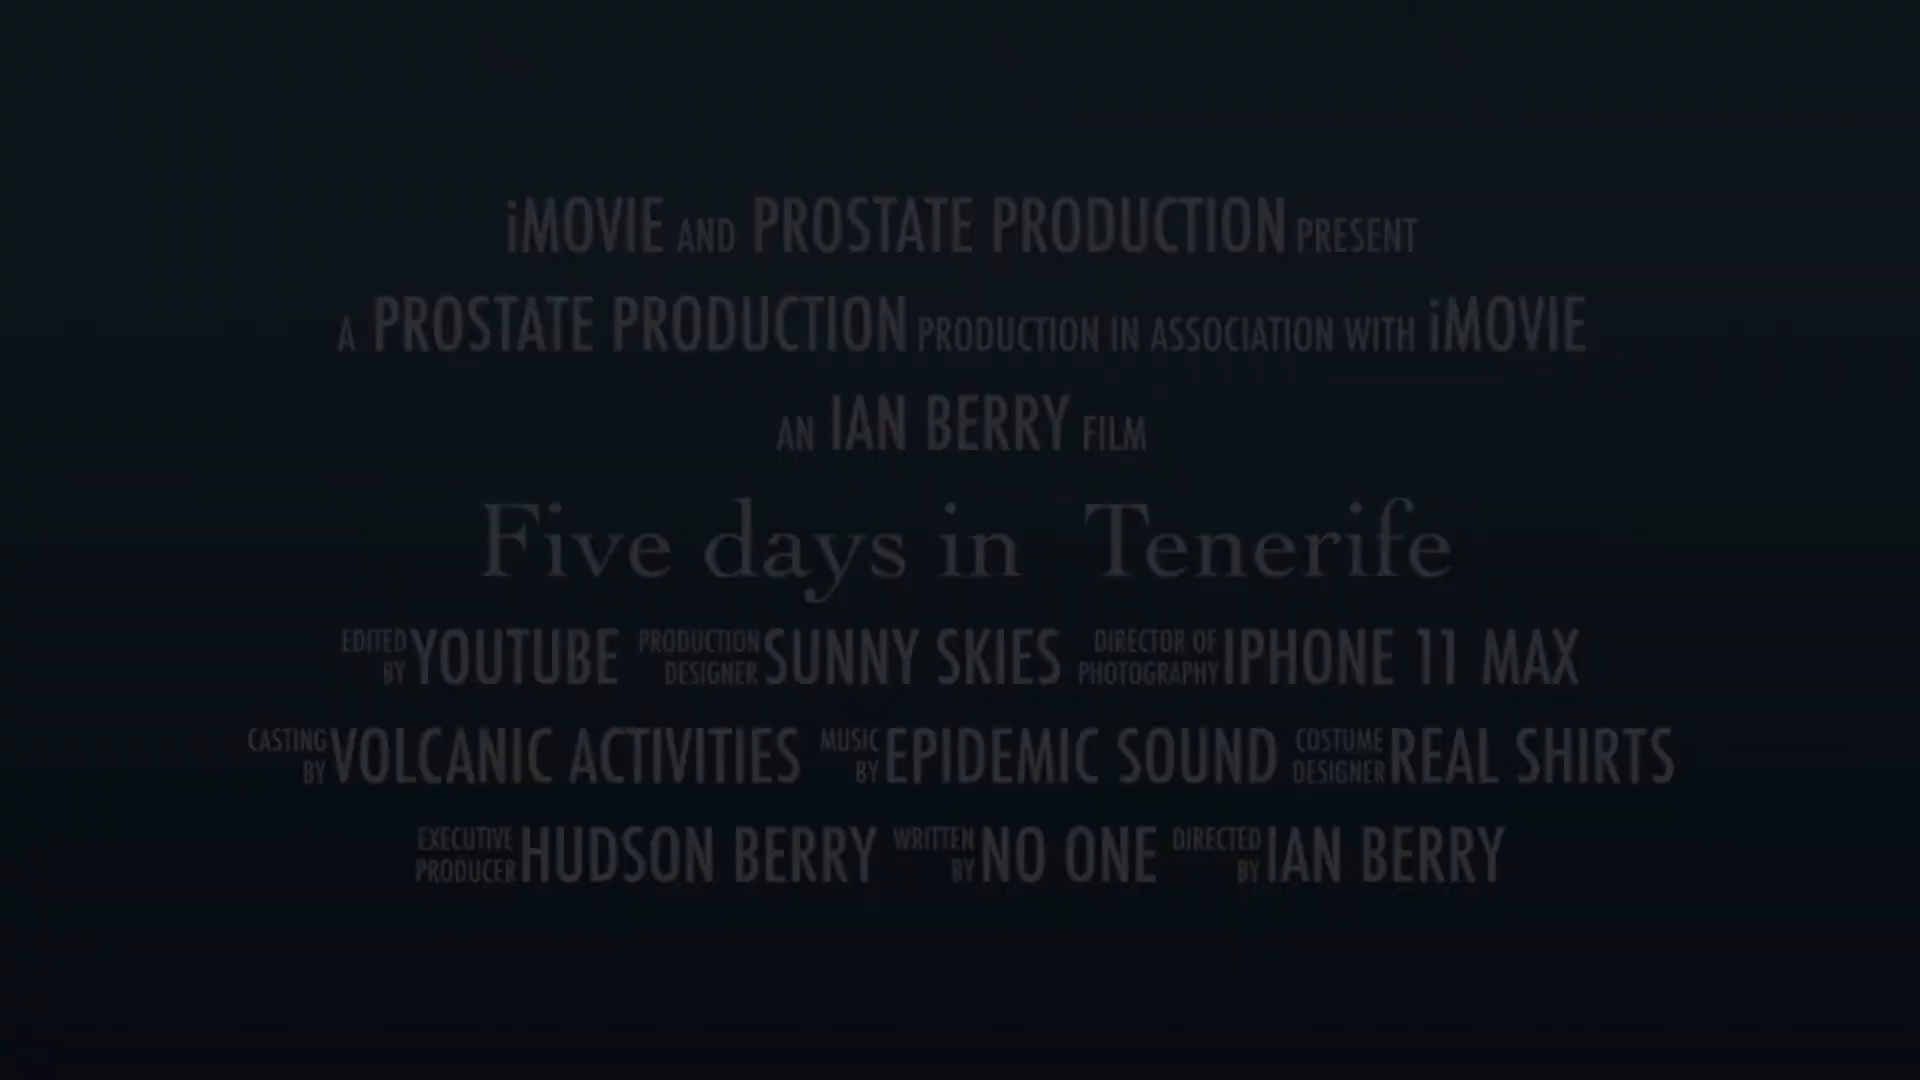 iMOVIE AND PROSTATE PRODUCTION PRESENT
A PROSTATE PRODUCTION PRODUCTION IN ASSOCIATION WITH iMOVIE
AN IAN BERRY FILM
Five days in Tenerife
EDITED BY YOUTUBE PRODUCTION DESIGNER SUNNY SKIES DIRECTOR OF PHOTOGRAPHY IPHONE 11 MAX
CASTING BY VOLCANIC ACTIVITIES MUSIC BY EPIDEMIC SOUND COSTUME DESIGNER REAL SHIRTS
EXECUTIVE PRODUCER HUDSON BERRY WRITTEN BY NO ONE DIRECTED BY IAN BERRY